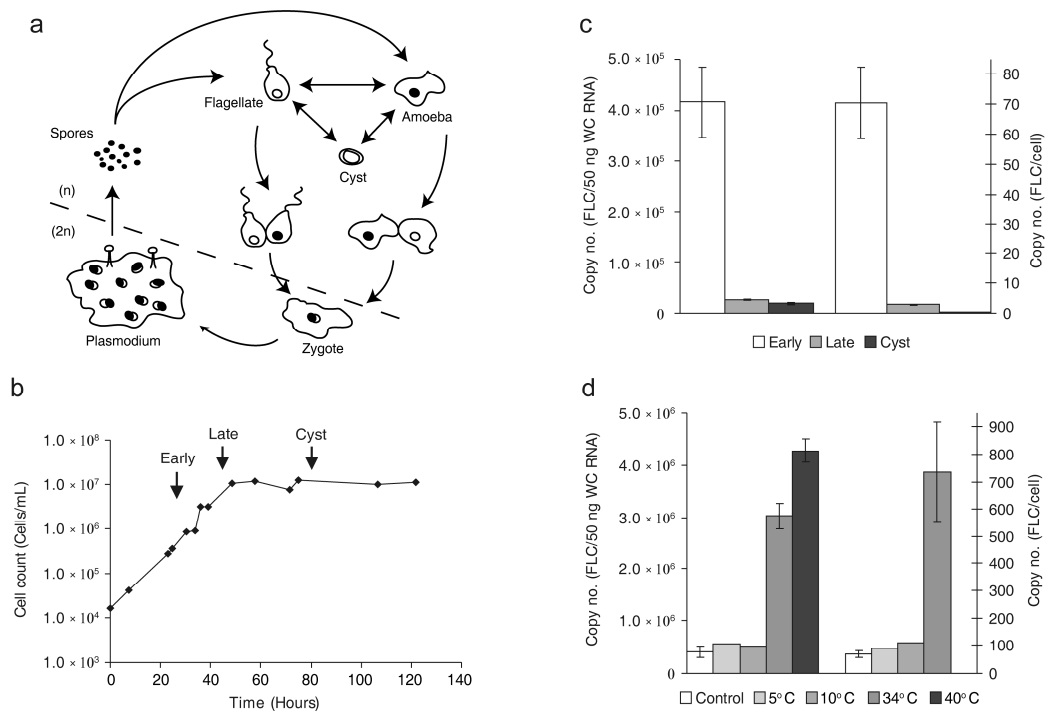 a
Flagellate
Amoeba
Spores
Cyst
(n)
(2n)
Plasmodium
Zygote
b
Cell count (Cells/mL)
1.0 × 10⁸
1.0 × 10⁷
1.0 × 10⁶
1.0 × 10⁵
1.0 × 10⁴
1.0 × 10³
Early
Late
Cyst
0 20 40 60 80 100 120 140
Time (Hours)
c
Copy no. (FLC/50 ng WC RNA)
5.0 × 10⁵
4.0 × 10⁵
3.0 × 10⁵
2.0 × 10⁵
1.0 × 10⁵
0
80
70
60
50
40
30
20
10
0
Copy no. (FLC/cell)
Early Late Cyst
d
Copy no. (FLC/50 ng WC RNA)
5.0 × 10⁶
4.0 × 10⁶
3.0 × 10⁶
2.0 × 10⁶
1.0 × 10⁶
0
900
800
700
600
500
400
300
200
100
0
Copy no. (FLC/cell)
Control 5°C 10°C 34°C 40°C